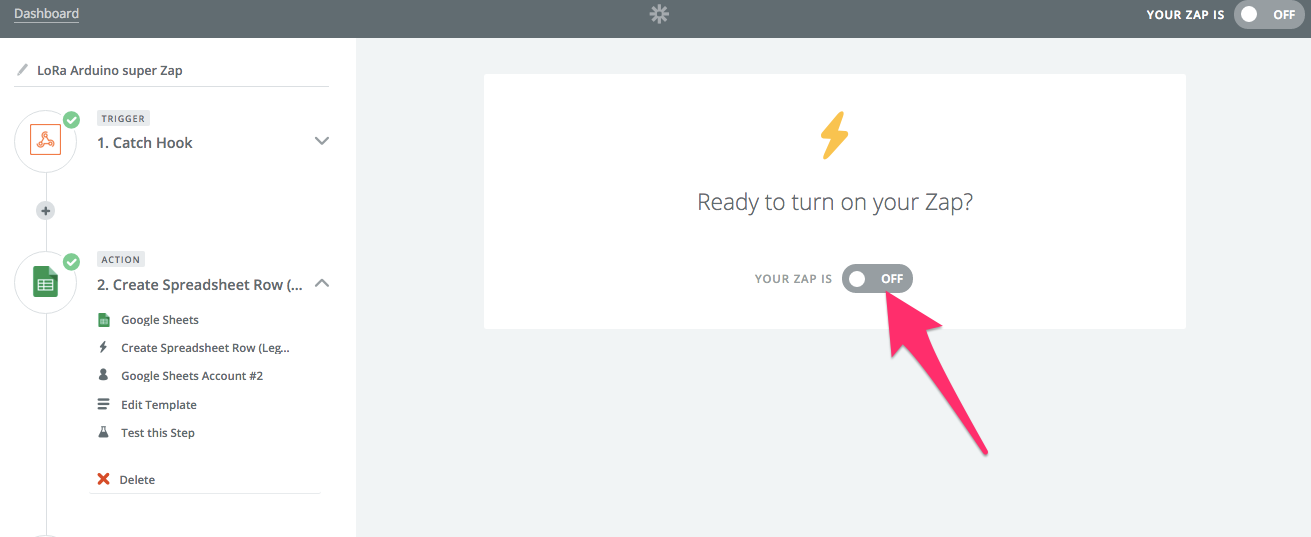 Dashboard
YOUR ZAP IS OFF
LoRa Arduino super Zap
TRIGGER
1. Catch Hook
ACTION
2. Create Spreadsheet Row (...
Google Sheets
Create Spreadsheet Row (Leg...
Google Sheets Account #2
Edit Template
Test this Step
Delete
Ready to turn on your Zap?
YOUR ZAP IS OFF